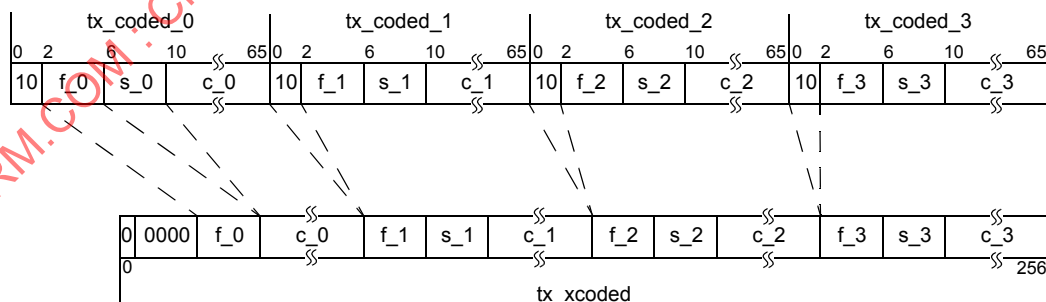 tx_coded_0 tx_coded_1 tx_coded_2 tx_coded_3
0 2 6 10 65 0 2 6 10 65 0 2 6 10 65 0 2 6 10 65
10 f_0 s_0 c_0 10 f_1 s_1 c_1 10 f_2 s_2 c_2 10 f_3 s_3 c_3
RM.COM : C
0 0000 f_0 c_0 f_1 s_1 c_1 f_2 s_2 c_2 f_3 s_3 c_3
0 256
tx_xcoded